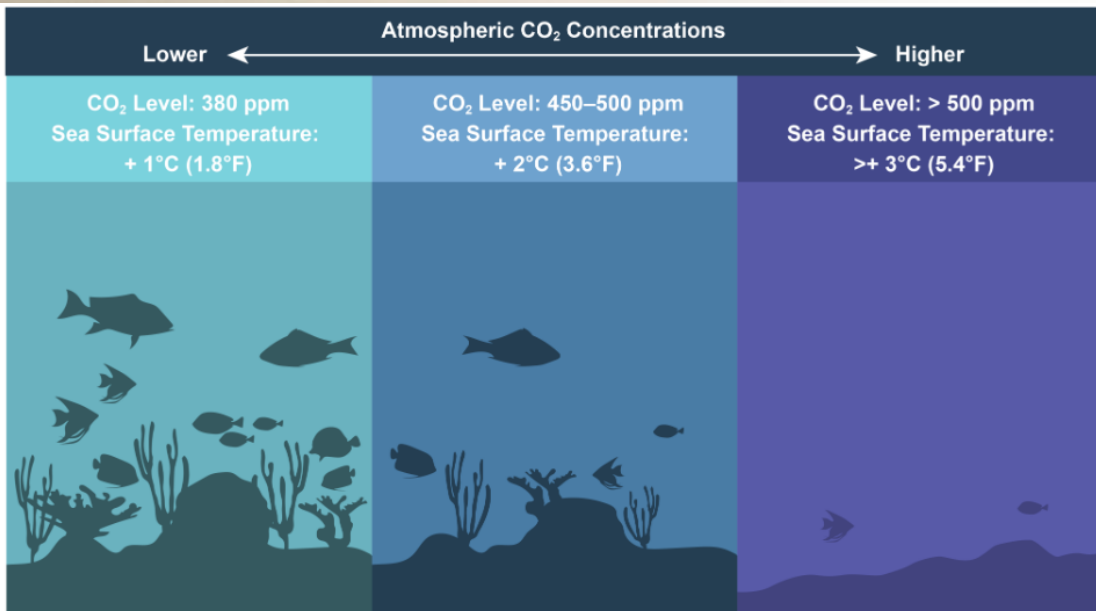 Atmospheric CO₂ Concentrations
Lower
Higher
CO₂ Level: 380 ppm
Sea Surface Temperature:
+ 1°C (1.8°F)
CO₂ Level: 450–500 ppm
Sea Surface Temperature:
+ 2°C (3.6°F)
CO₂ Level: > 500 ppm
Sea Surface Temperature:
>+ 3°C (5.4°F)